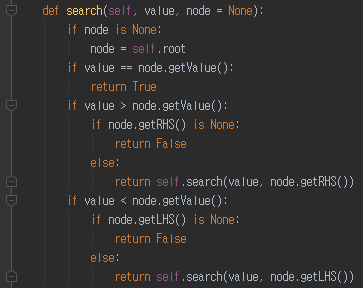 def search(self, value, node = None):
    if node is None:
        node = self.root
    if value == node.getValue():
        return True
    if value > node.getValue():
        if node.getRHS() is None:
            return False
        else:
            return self.search(value, node.getRHS())
    if value < node.getValue():
        if node.getLHS() is None:
            return False
        else:
            return self.search(value, node.getLHS())